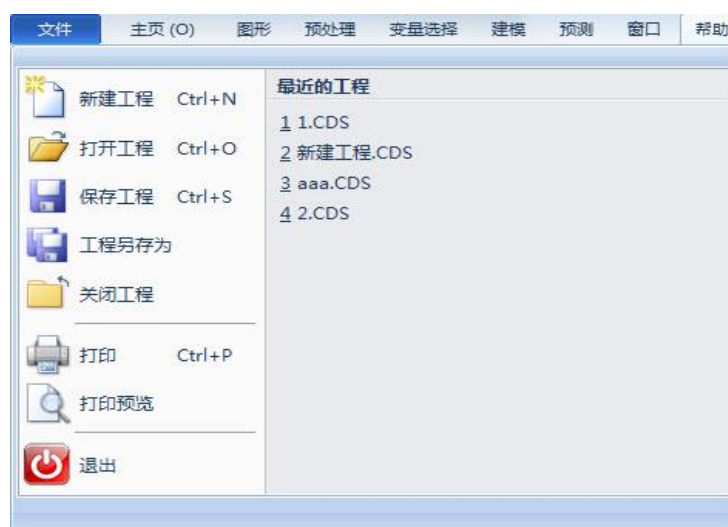 文件 主页 (O) 图形 预处理 变量选择 建模 预测 窗口 帮助
新建工程 Ctrl+N
打开工程 Ctrl+O
保存工程 Ctrl+S
工程另存为
关闭工程
打印 Ctrl+P
打印预览
退出
最近的工程
1 1.CDS
2 新建工程.CDS
3 aaa.CDS
4 2.CDS